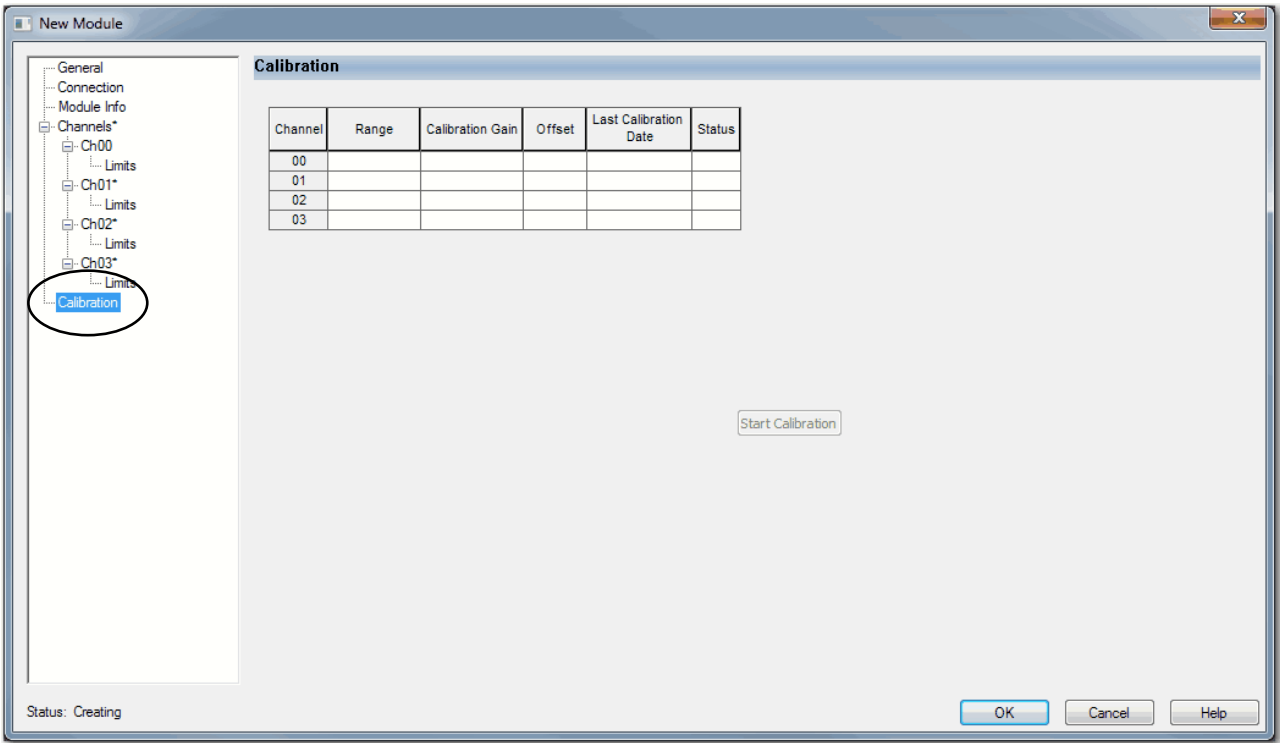 New Module
General
Connection
Module Info
Channels*
Ch00
Limits
Ch01*
Limits
Ch02*
Limits
Ch03*
Limits
Calibration
Calibration
Channel Range Calibration Gain Offset Last Calibration Date Status
00
01
02
03
Start Calibration
Status: Creating
OK Cancel Help